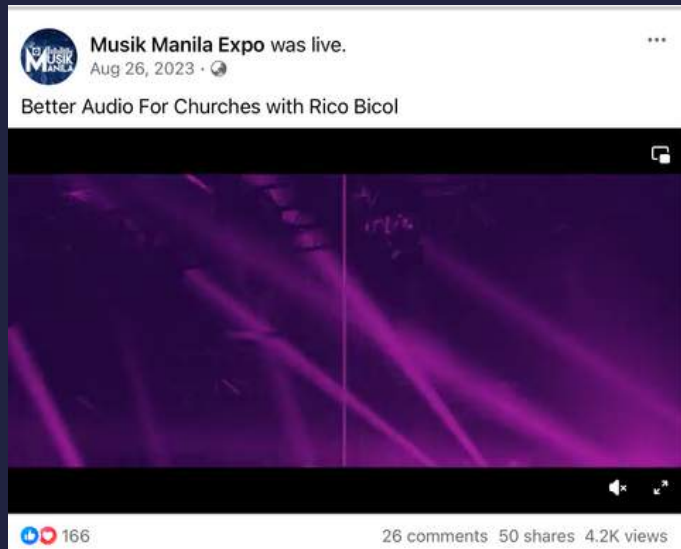 MUSIK
MANILA
Musik Manila Expo was live.
Aug 26, 2023 ·
Better Audio For Churches with Rico Bicol
166
26 comments 50 shares 4.2K views